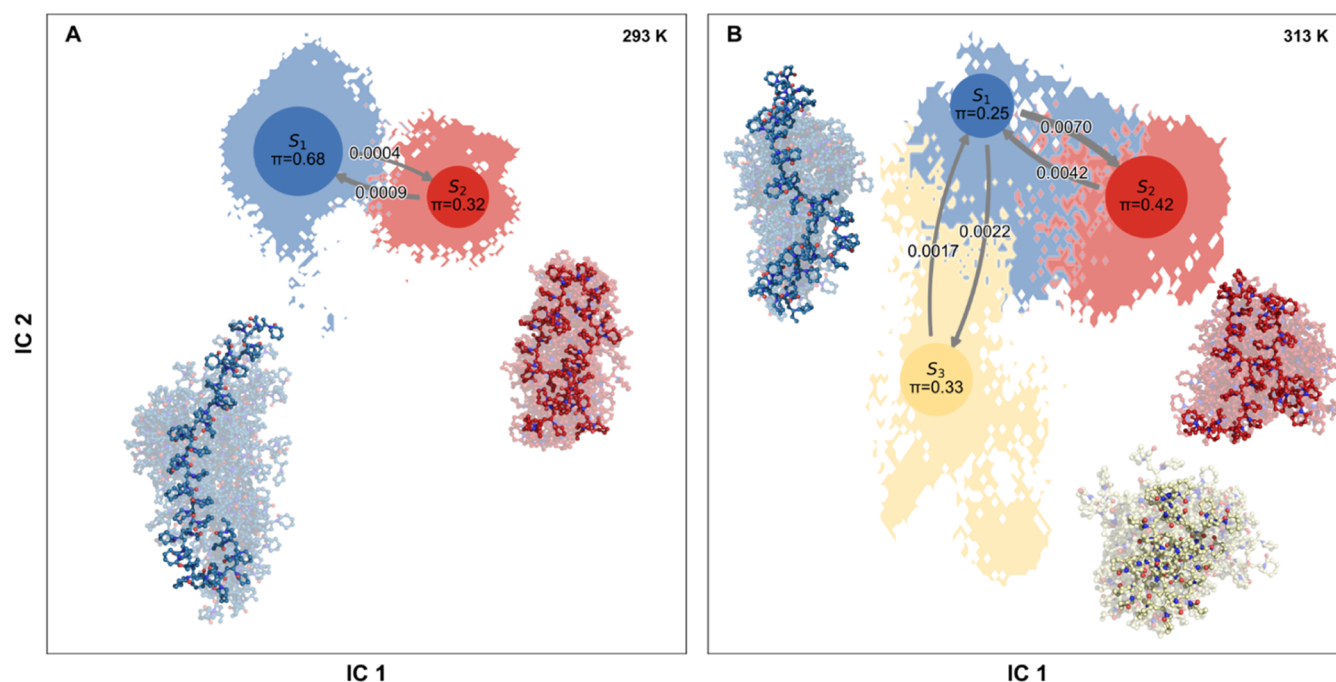 A
293 K
S1
π=0.68
0.0004
0.0009
S2
π=0.32
IC 2
IC 1
B
313 K
S1
π=0.25
0.0070
0.0042
S2
π=0.42
0.0022
0.0017
S3
π=0.33
IC 1